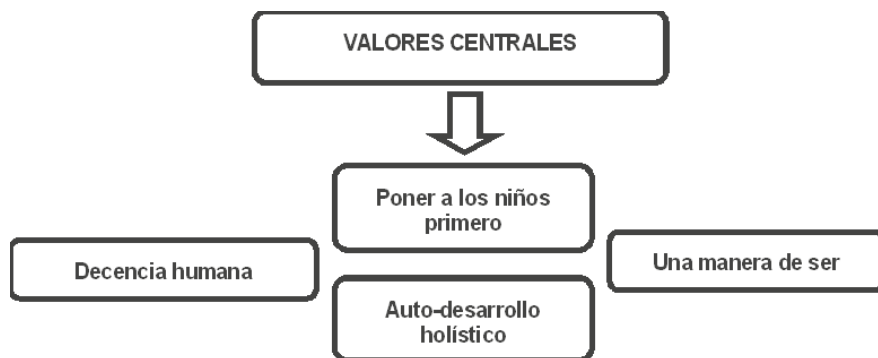 VALORES CENTRALES
Poner a los niños
primero
Decencia humana
Una manera de ser
Auto-desarrollo
holístico